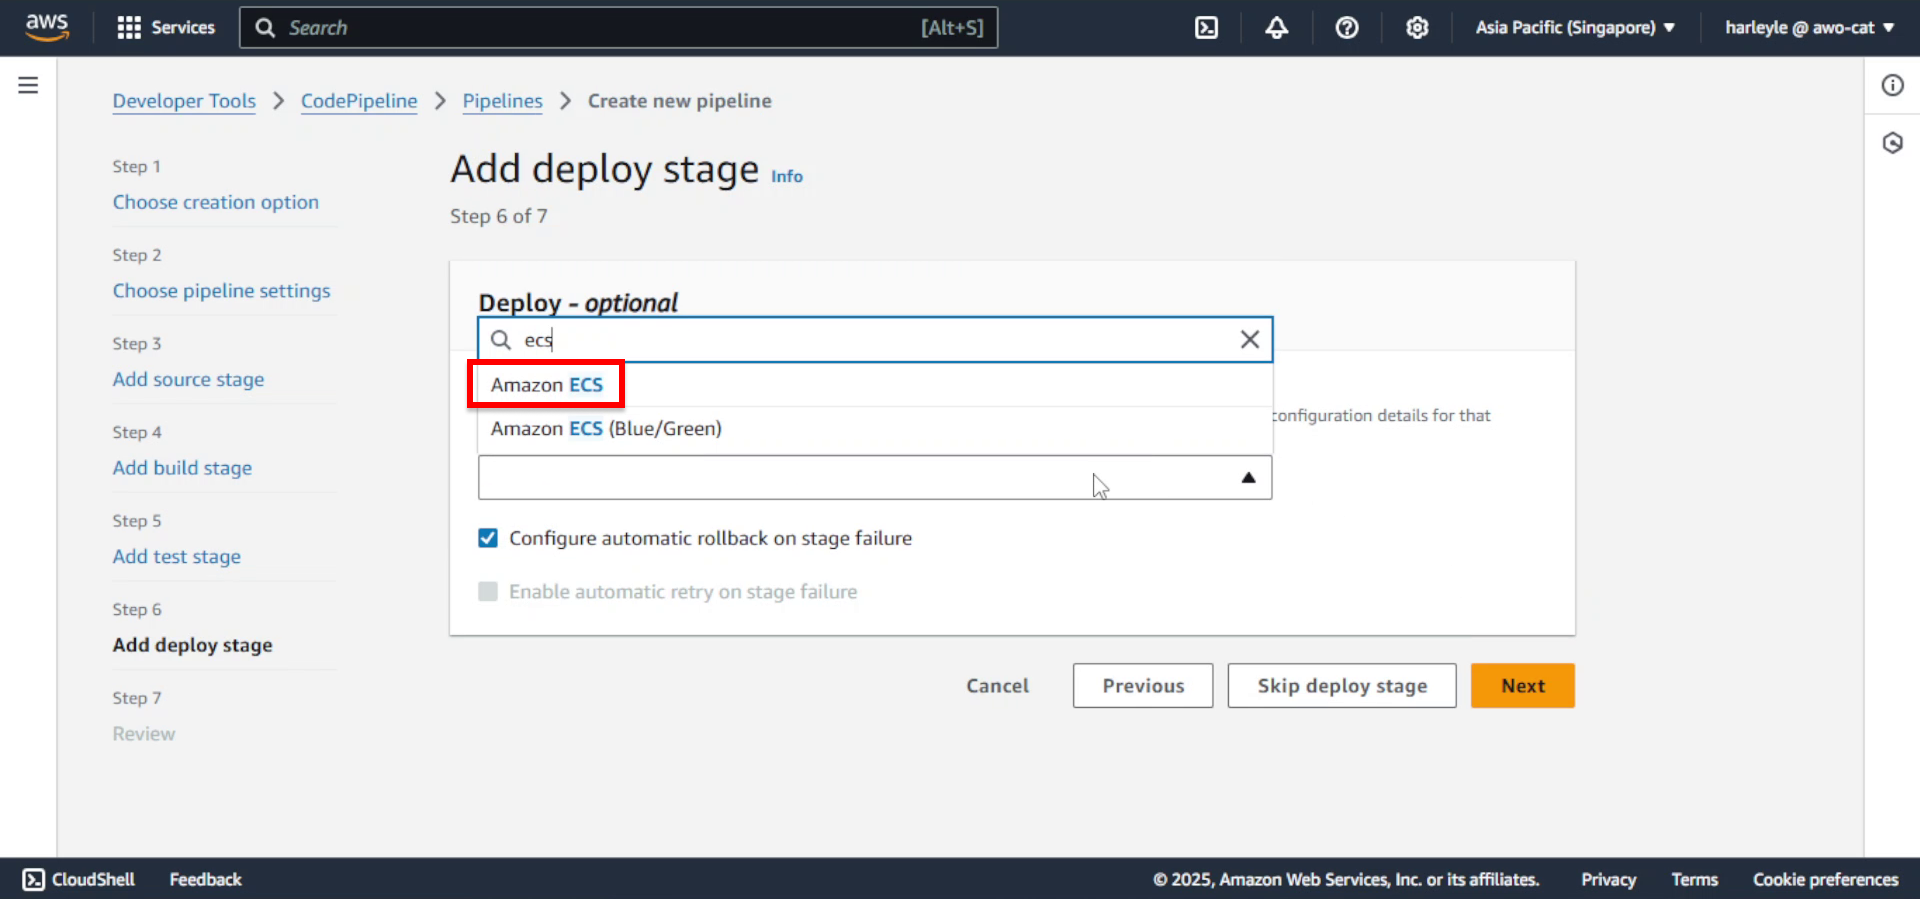 aws
Services
Search
[Alt+S]
Asia Pacific (Singapore)
harleyle @ awo-cat
Developer Tools
CodePipeline
Pipelines
Create new pipeline
Step 1
Choose creation option
Step 2
Choose pipeline settings
Step 3
Add source stage
Step 4
Add build stage
Step 5
Add test stage
Step 6
Add deploy stage
Step 7
Review
Add deploy stage Info
Step 6 of 7
Deploy - optional
ecs
Amazon ECS
Amazon ECS (Blue/Green)
configuration details for that
Configure automatic rollback on stage failure
Enable automatic retry on stage failure
Cancel
Previous
Skip deploy stage
Next
CloudShell
Feedback
© 2025, Amazon Web Services, Inc. or its affiliates.
Privacy
Terms
Cookie preferences